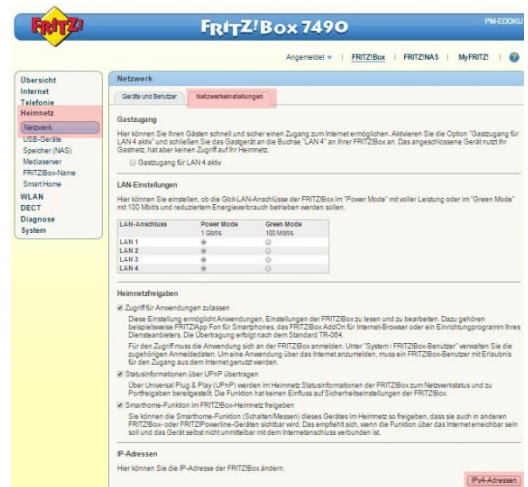 FRITZ!
FRITZ!Box 7490
PM-EDOKU
Angemeldet | FRITZ!Box | FRITZ!NAS | MyFRITZ! |
Übersicht
Internet
Telefonie
Heimnetz
Netzwerk
USB-Geräte
Speicher (NAS)
Mediaserver
FRITZ!Box-Name
Smart Home
WLAN
DECT
Diagnose
System
Netzwerk
Geräte und Benutzer
Netzwerkeinstellungen
Gastzugang
Hier können Sie Ihren Gästen schnell und sicher einen Zugang zum Internet ermöglichen. Aktivieren Sie die Option "Gastzugang für
LAN 4 aktiv" und schließen Sie das Gastgerät an die Buchse "LAN 4" an Ihrer FRITZ!Box an. Das angeschlossene Gerät nutzt Ihr
Gastnetz, hat aber keinen Zugriff auf Ihr Heimnetz.
Gastzugang für LAN 4 aktiv
LAN-Einstellungen
Hier können Sie einstellen, ob die Gbit-LAN-Anschlüsse der FRITZ!Box im "Power Mode" mit voller Leistung oder im "Green Mode"
mit 100 Mbit/s und reduziertem Energieverbrauch betrieben werden sollen.
LAN-Anschluss Power Mode Green Mode
1 Gbit/s 100 Mbit/s
LAN 1
LAN 2
LAN 3
LAN 4
Heimnetzfreigaben
Zugriff für Anwendungen zulassen
Diese Einstellung ermöglicht Anwendungen, Einstellungen der FRITZ!Box zu lesen und zu bearbeiten. Dazu gehören
beispielsweise FRITZ!App Fon für Smartphones, das FRITZ!Box AddOn für Internet-Browser oder ein Einrichtungprogramm Ihres
Diensteanbieters. Die Übertragung erfolgt nach dem Standard TR-064.
Für den Zugriff muss die Anwendung sich an der FRITZ!Box anmelden. Unter "System / FRITZ!Box-Benutzer" verwalten Sie die
zugehörigen Anmeldedaten. Um eine Anwendung über das Internet anzumelden, muss ein FRITZ!Box-Benutzer mit Erlaubnis
für den Zugang aus dem Internet genutzt werden.
Statusinformationen über UPnP übertragen
Über Universal Plug & Play (UPnP) werden im Heimnetz Statusinformationen der FRITZ!Box zum Netzwerkstatus und zu
Portfreigaben bereitgestellt. Die Funktion hat keinen Einfluss auf Sicherheitseinstellungen der FRITZ!Box.
Smarthome-Funktion im FRITZ!Box-Heimnetz freigeben
Sie können die Smarthome-Funktion (Schalten/Messen) dieses Gerätes im Heimnetz so freigeben, dass sie auch in anderen
FRITZ!Box- oder FRITZ!Powerline-Geräten sichtbar wird. Das empfiehlt sich, wenn die Funktion über das Internet erreichbar sein
soll und das Gerät selbst nicht unmittelbar mit dem Internetanschluss verbunden ist.
IP-Adressen
Hier können Sie die IP-Adresse der FRITZ!Box ändern.
IPv4-Adressen